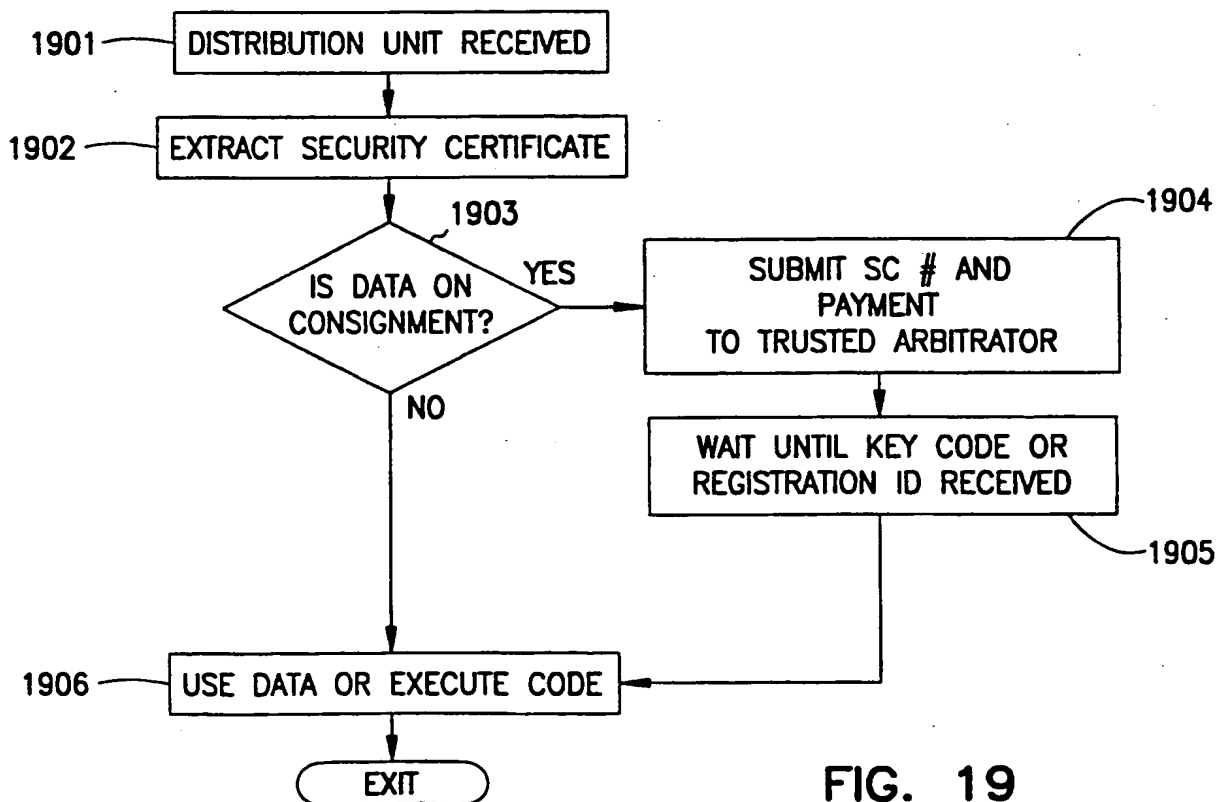 1901
DISTRIBUTION UNIT RECEIVED
1902
EXTRACT SECURITY CERTIFICATE
1903
IS DATA ON
CONSIGNMENT?
YES
NO
1904
SUBMIT SC # AND
PAYMENT
TO TRUSTED ARBITRATOR
WAIT UNTIL KEY CODE OR
REGISTRATION ID RECEIVED
1905
1906
USE DATA OR EXECUTE CODE
EXIT
FIG. 19